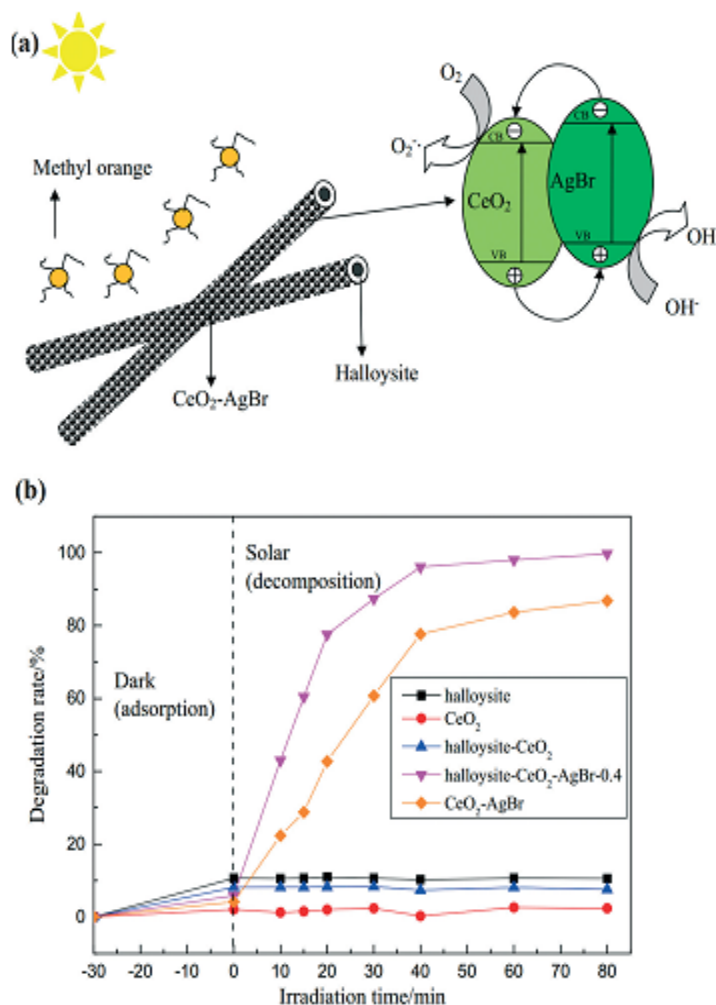 (a)
Methyl orange
O₂
O₂⁻·
CB
CB
CeO₂
AgBr
VB
VB
OH
OH⁻
Halloysite
CeO₂-AgBr
(b)
Solar
(decomposition)
Dark
(adsorption)
halloysite
CeO₂
halloysite-CeO₂
halloysite-CeO₂-AgBr-0.4
CeO₂-AgBr
Degradation rate/%
100
80
60
40
20
0
-30 -20 -10 0 10 20 30 40 50 60 70 80
Irradiation time/min